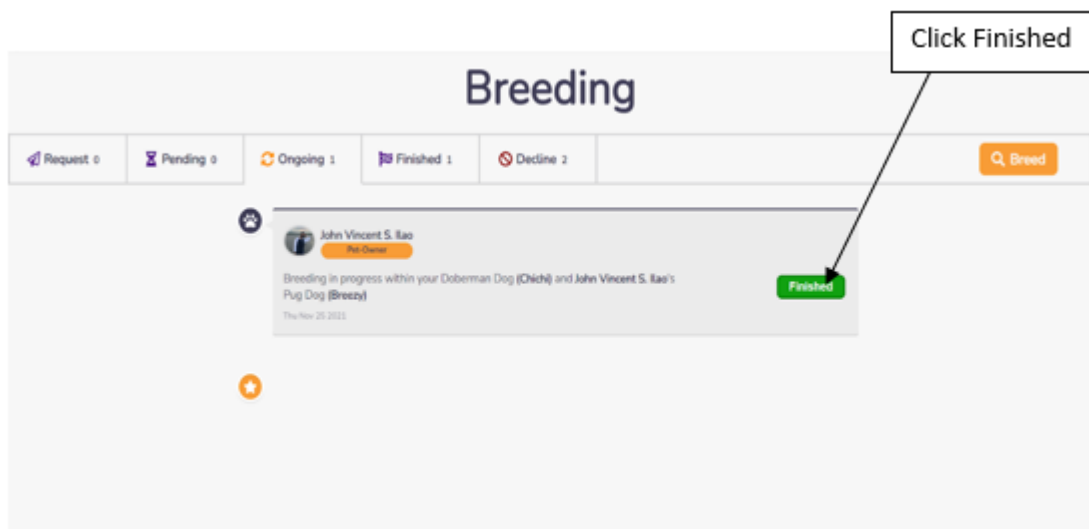 Click Finished
Breeding
Request 0
Pending 0
Ongoing 1
Finished 1
Decline 2
Breed
John Vincent S. Ilao
Pet-Owner
Breeding in progress within your Doberman Dog (Chichi) and John Vincent S. Ilao's
Pug Dog (Breezy)
Finished
Thu Nov 25 2021